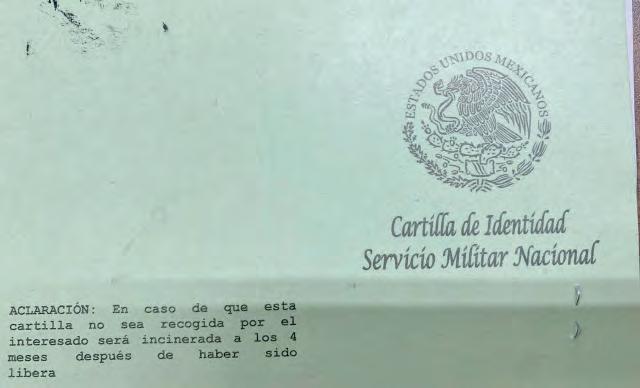 ESTADOS UNIDOS MEXICANOS
Cartilla de Identidad
Servicio Militar Nacional
ACLARACIÓN: En caso de que esta
cartilla no sea recogida por el
interesado será incinerada a los 4
meses después de haber sido
libera